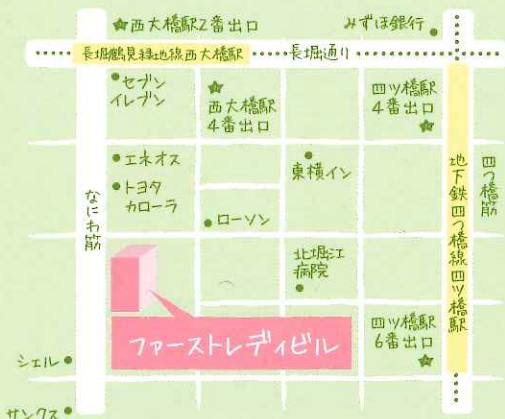 西大橋駅2番出口
みずほ銀行
長堀鶴見緑地線西大橋駅
長堀通り
セブン
イレブン
西大橋駅
4番出口
四ツ橋駅
4番出口
エネオス
トヨタ
カローラ
東横イン
なにわ筋
ローソン
地下鉄四つ橋線四ツ橋駅
四つ橋筋
北堀江
病院
ファーストレディビル
四ツ橋駅
6番出口
シェル
サンクス